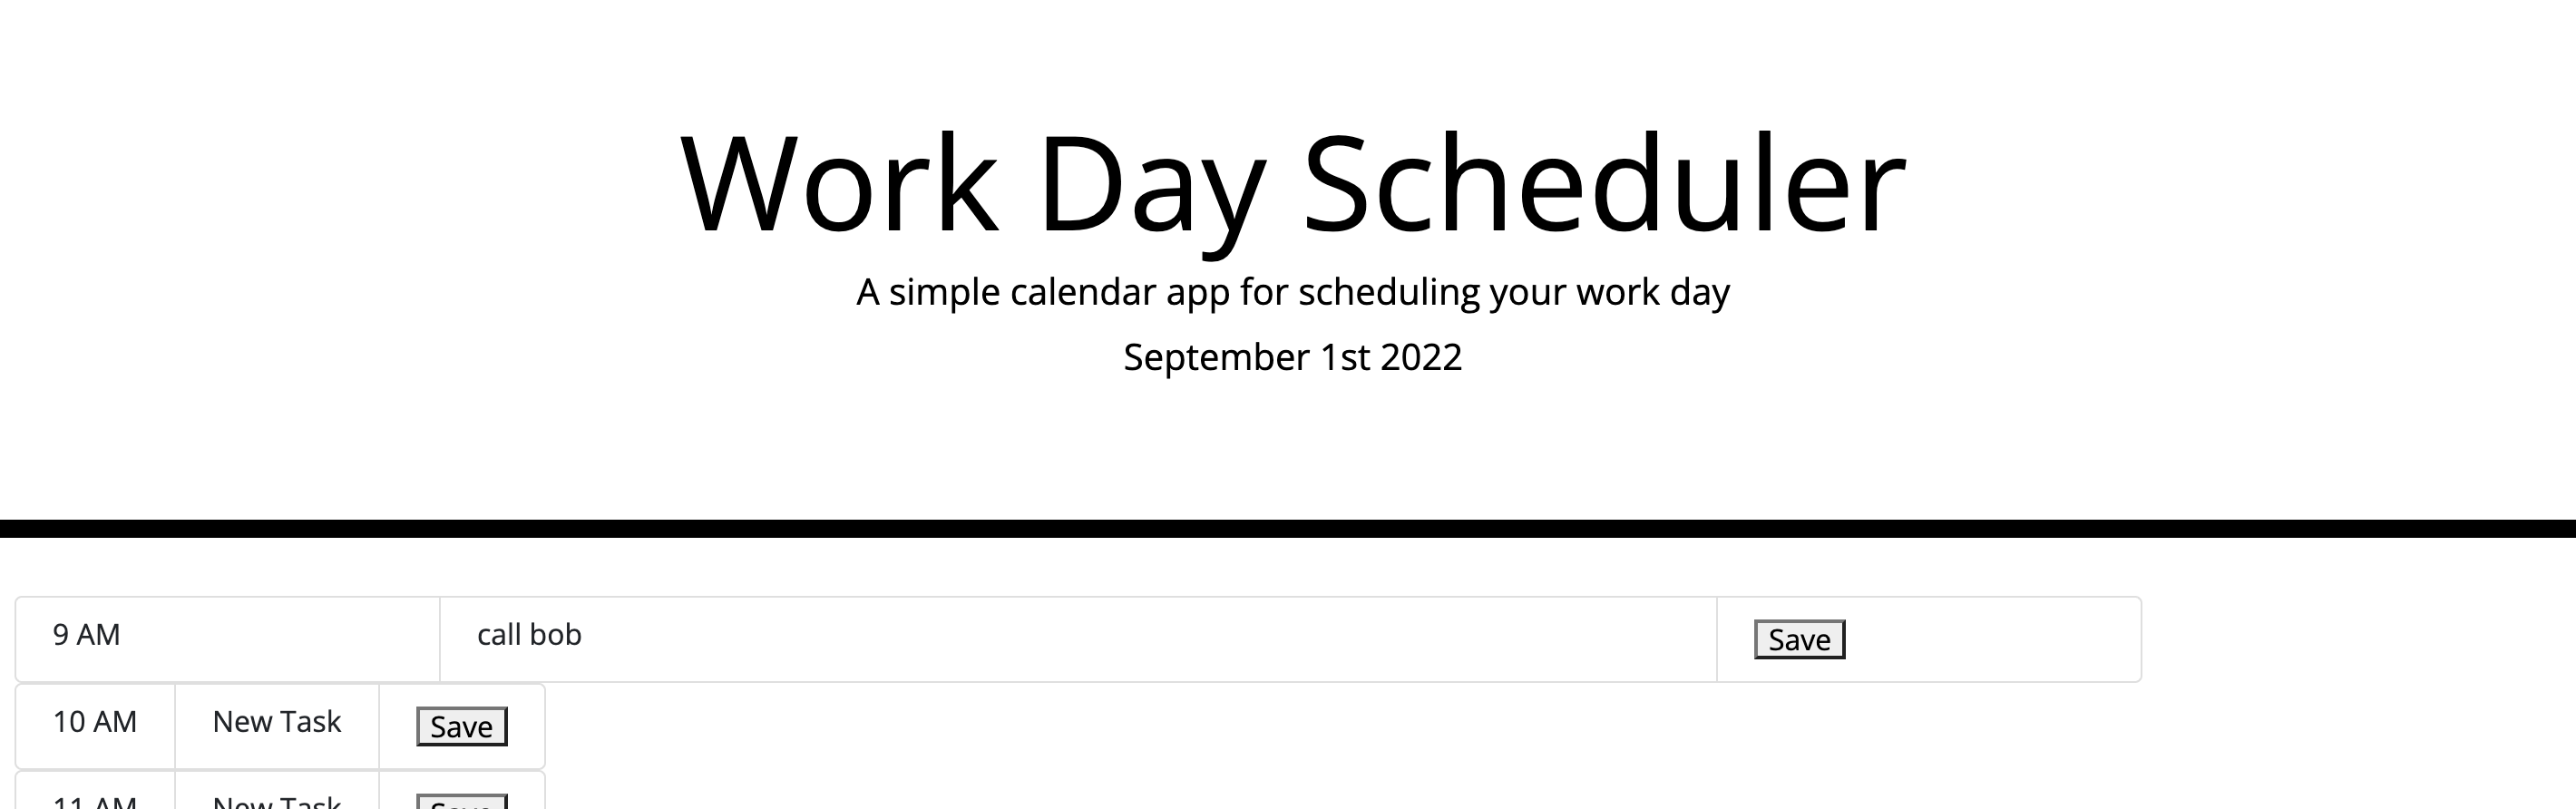 Work Day Scheduler
A simple calendar app for scheduling your work day
September 1st 2022
9 AM call bob Save
10 AM New Task Save
11 AM New Task Save